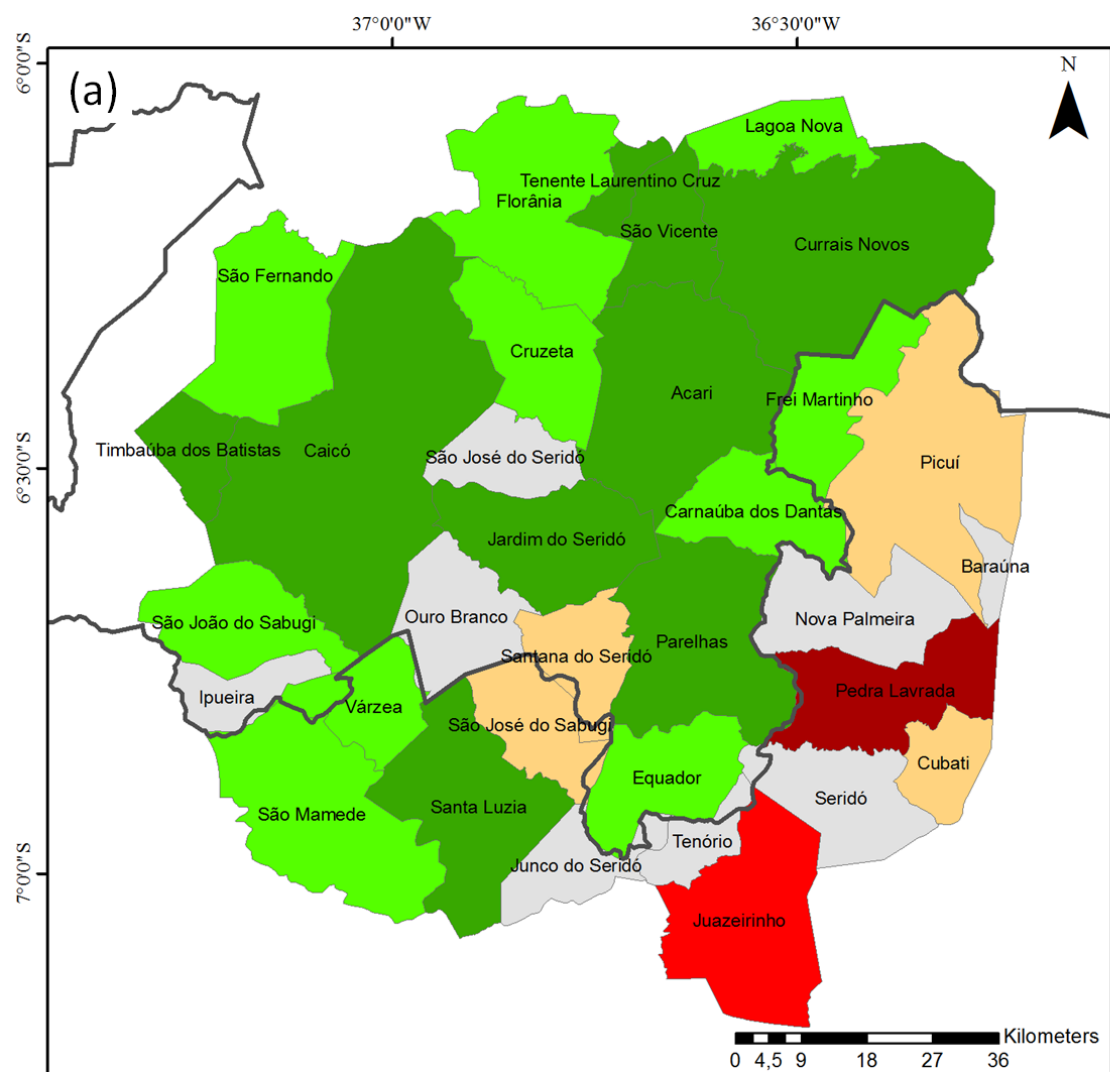 37°0'0"W
36°30'0"W
6°0'0"S
(a)
N
Lagoa Nova
Tenente Laurentino Cruz
Florânia
São Vicente
Currais Novos
São Fernando
Cruzeta
Acari
Frei Martinho
Timbaúba dos Batistas
Caicó
São José do Seridó
Picuí
6°30'0"S
Carnaúba dos Dantas
Jardim do Seridó
Baraúna
Ouro Branco
Nova Palmeira
São João do Sabugi
Parelhas
Santana do Seridó
Pedra Lavrada
Ipueira
Várzea
São José do Sabugi
Cubati
Equador
Seridó
Santa Luzia
São Mamede
Tenório
Junco do Seridó
7°0'0"S
Juazeirinho
Kilometers
0 4,5 9 18 27 36